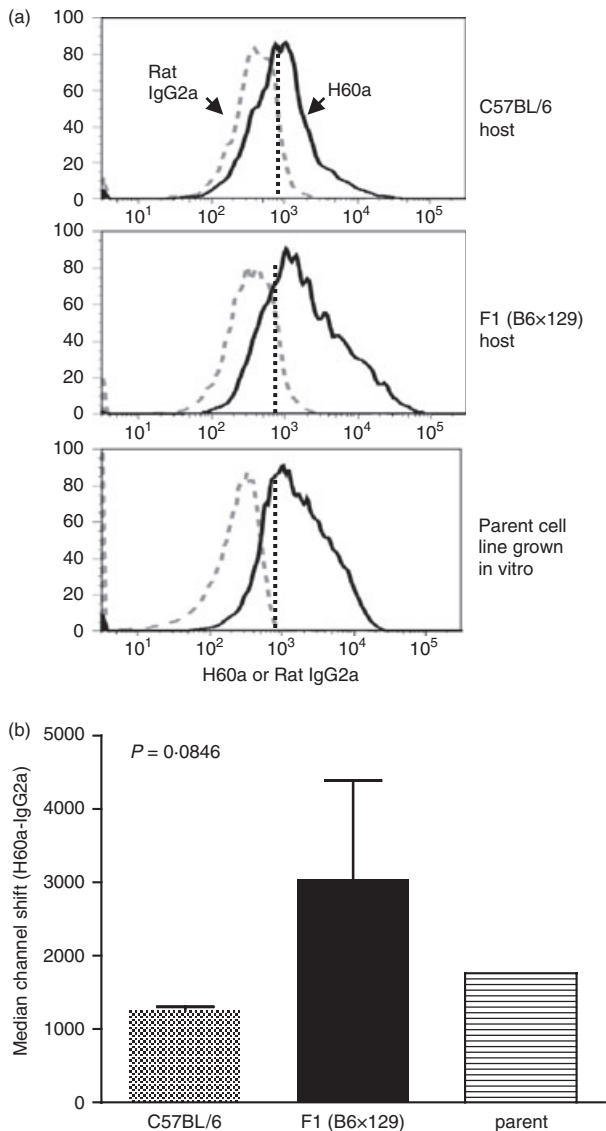 (a)
100
80
60
40
20
0
Rat
IgG2a
H60a
10¹ 10² 10³ 10⁴ 10⁵
C57BL/6
host
100
80
60
40
20
0
10¹ 10² 10³ 10⁴ 10⁵
F1 (B6×129)
host
100
80
60
40
20
0
10¹ 10² 10³ 10⁴ 10⁵
Parent cell
line grown
in vitro
H60a or Rat IgG2a
(b)
Median channel shift (H60a-IgG2a)
5000
4000
3000
2000
1000
0
P = 0·0846
C57BL/6 F1 (B6×129) parent